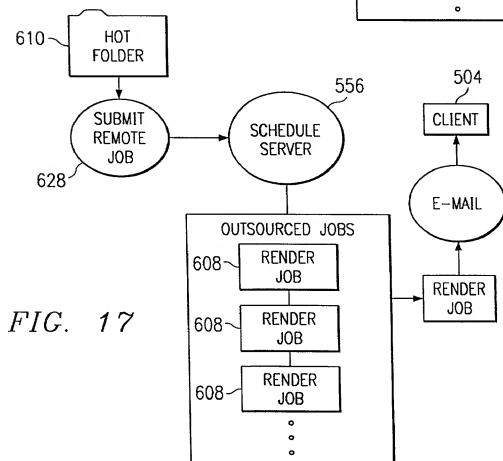 610
HOT
FOLDER
SUBMIT
REMOTE
JOB
628
556
SCHEDULE
SERVER
504
CLIENT
E-MAIL
RENDER
JOB
OUTSOURCED JOBS
608
RENDER
JOB
608
RENDER
JOB
608
RENDER
JOB
FIG. 17